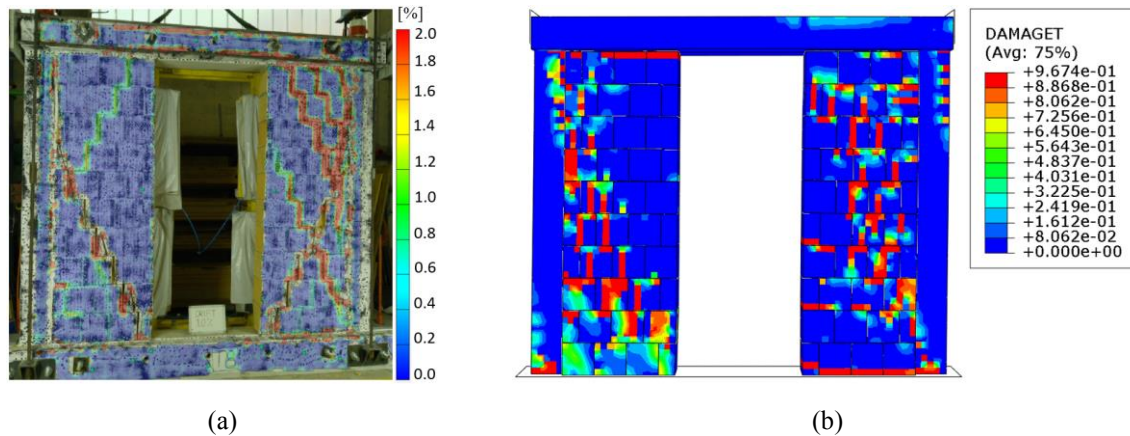 [%]
2.0
1.6
1.4
1.2
1.0
0.8
0.6
0.4
0.2
0.0
DRIFT
1.0%
DAMAGET
(Avg: 75%)
+9.674e-01
+8.868e-01
+8.062e-01
+7.256e-01
+6.450e-01
+5.643e-01
+4.837e-01
+4.031e-01
+3.225e-01
+2.419e-01
+1.612e-01
+8.062e-02
+0.000e+00
(a)
(b)